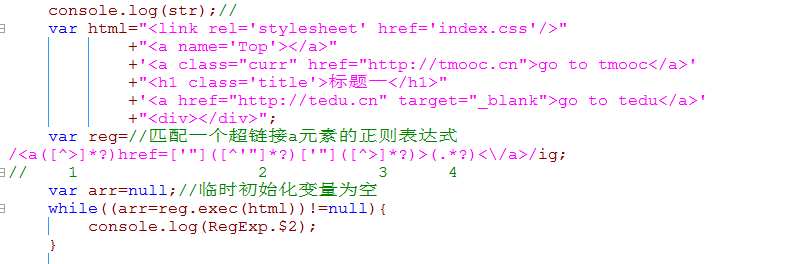 console.log(str);//
var html="<link rel='stylesheet' href='index.css'/>"
+"<a name='Top'></a>"
+'<a class="curr" href="http://tmooc.cn">go to tmooc</a>'
+"<h1 class='title'>标题一</h1>"
+'<a href="http://tedu.cn" target="_blank">go to tedu</a>'
+"<div></div>";
var reg=//匹配一个超链接a元素的正则表达式
/<a([^>]*?)href=['"]([^'"]*?)['"]([^>]*?)>(.*?)<\/a>/ig;
// 1 2 3 4
var arr=null;//临时初始化变量为空
while((arr=reg.exec(html))!=null){
console.log(RegExp.$2);
}